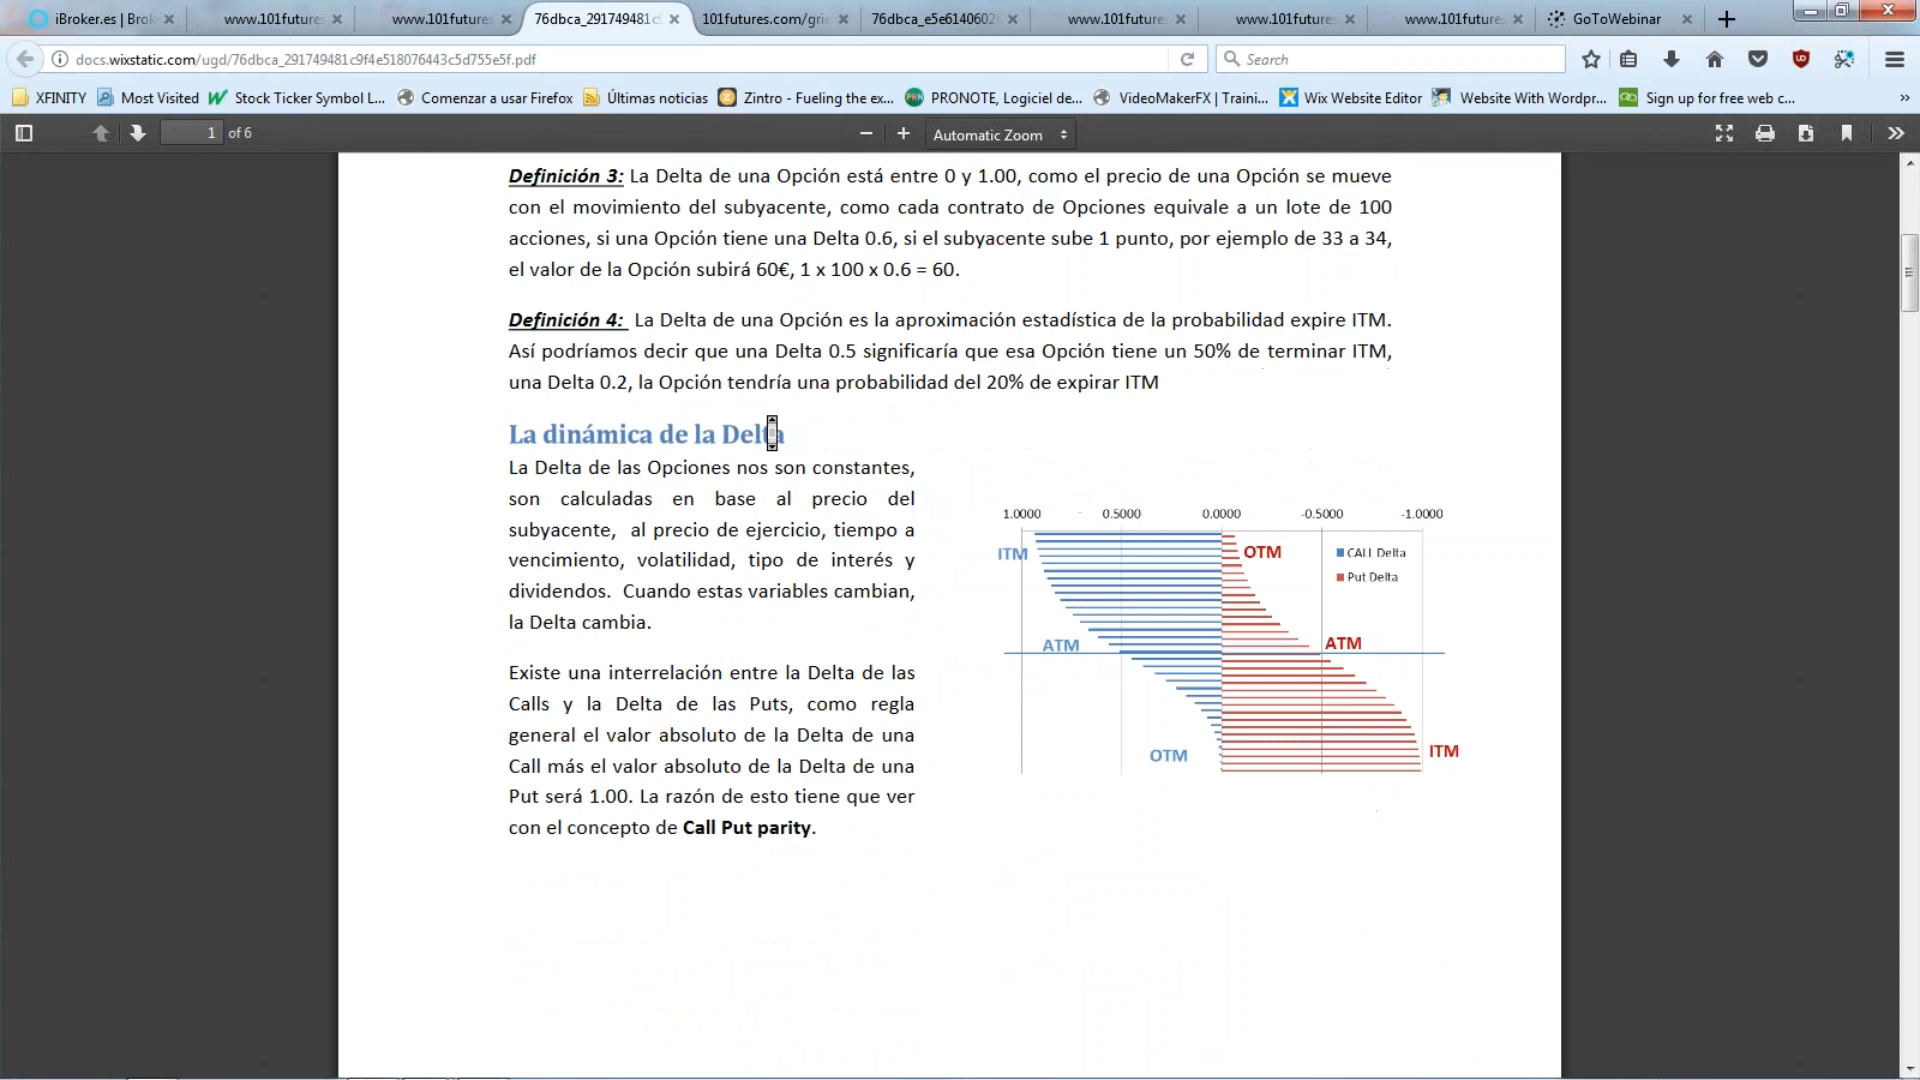 iBroker.es | Brok
www.101future
www.101future
76dbca_291749481c
101futures.com/grie
76dbca_e5e6140602
www.101future
www.101future
www.101future
GoToWebinar
docs.wixstatic.com/ugd/76dbca_291749481c9f4e518076443c5d755e5f.pdf
Search
XFINITY
Most Visited
Stock Ticker Symbol L...
Comenzar a usar Firefox
Últimas noticias
Zintro - Fueling the ex...
PRONOTE, Logiciel de...
VideoMakerFX | Traini...
Wix Website Editor
Website With Wordpr...
Sign up for free web c...
1 of 6
Automatic Zoom
Definición 3: La Delta de una Opción está entre 0 y 1.00, como el precio de una Opción se mueve
con el movimiento del subyacente, como cada contrato de Opciones equivale a un lote de 100
acciones, si una Opción tiene una Delta 0.6, si el subyacente sube 1 punto, por ejemplo de 33 a 34,
el valor de la Opción subirá 60€, 1 x 100 x 0.6 = 60.
Definición 4: La Delta de una Opción es la aproximación estadística de la probabilidad expire ITM.
Así podríamos decir que una Delta 0.5 significaría que esa Opción tiene un 50% de terminar ITM,
una Delta 0.2, la Opción tendría una probabilidad del 20% de expirar ITM
La dinámica de la Delta
La Delta de las Opciones nos son constantes,
son calculadas en base al precio del
subyacente, al precio de ejercicio, tiempo a
vencimiento, volatilidad, tipo de interés y
dividendos. Cuando estas variables cambian,
la Delta cambia.
Existe una interrelación entre la Delta de las
Calls y la Delta de las Puts, como regla
general el valor absoluto de la Delta de una
Call más el valor absoluto de la Delta de una
Put será 1.00. La razón de esto tiene que ver
con el concepto de Call Put parity.
1.0000 0.5000 0.0000 -0.5000 -1.0000
ITM
OTM
CALL Delta
Put Delta
ATM
ATM
OTM
ITM